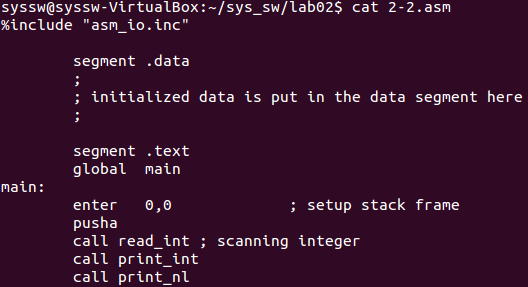 syssw@syssw-VirtualBox:~/sys_sw/lab02$ cat 2-2.asm
%include "asm_io.inc"
segment .data
;
; initialized data is put in the data segment here
;
segment .text
global main
main:
enter 0,0 ; setup stack frame
pusha
call read_int ; scanning integer
call print_int
call print_nl